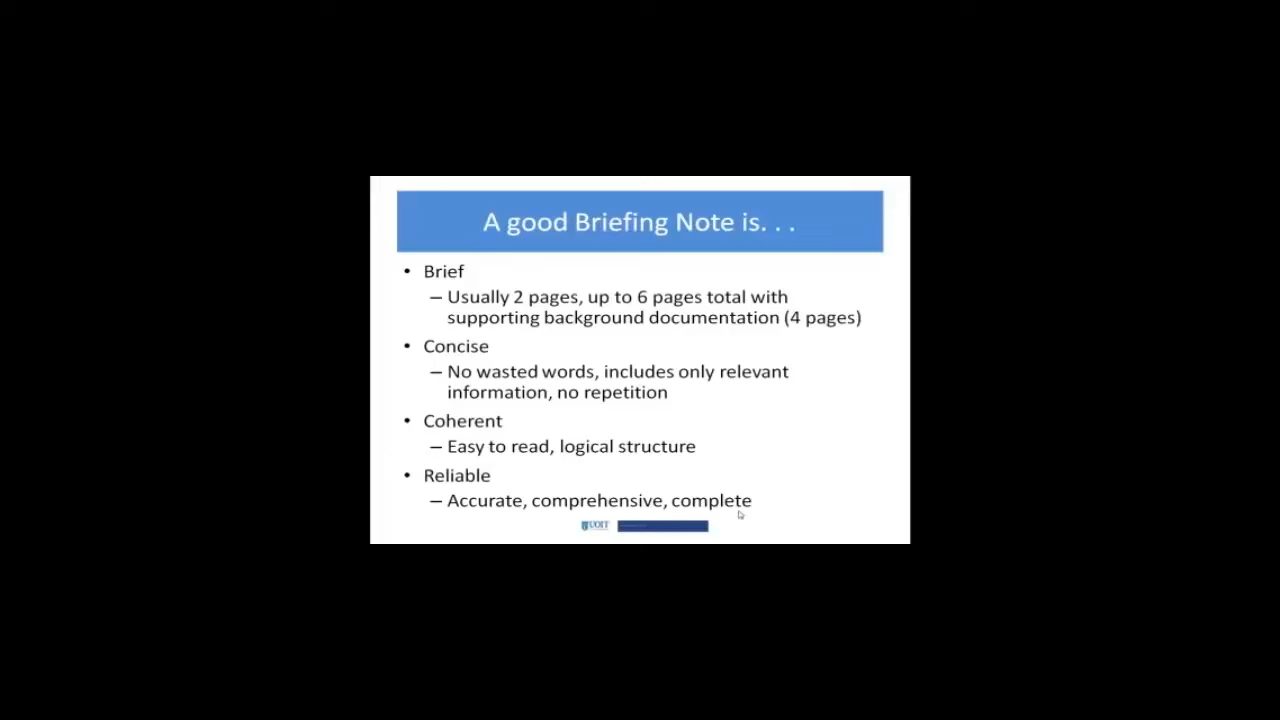 A good Briefing Note is. . .
• Brief
– Usually 2 pages, up to 6 pages total with
supporting background documentation (4 pages)
• Concise
– No wasted words, includes only relevant
information, no repetition
• Coherent
– Easy to read, logical structure
• Reliable
– Accurate, comprehensive, complete
UOIT